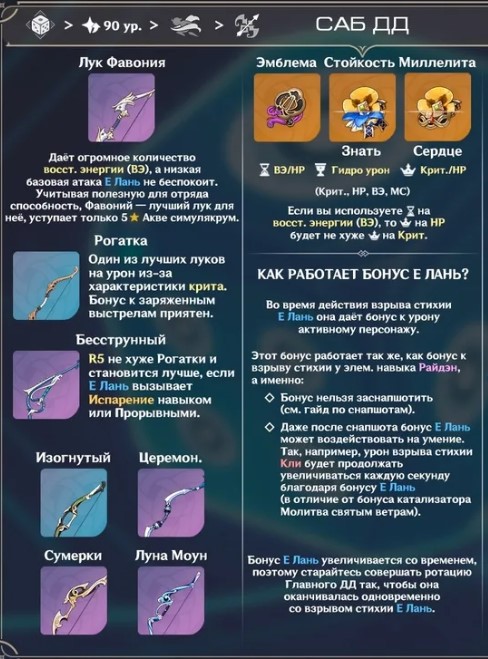 > 90 ур. > >
САБ ДД
Лук Фавония
Даёт огромное количество
восст. энергии (ВЭ), а низкая
базовая атака Е Лань не беспокоит.
Учитывая полезную для отряда
способность, Фавоний — лучший лук для
неё, уступает только 5★ Акве симулякрум.
Рогатка
Один из лучших луков
на урон из-за
характеристики крита.
Бонус к заряженным
выстрелам приятен.
Бесструнный
R5 не хуже Рогатки и
становится лучше, если
Е Лань вызывает
Испарение навыком
или Прорывными.
Изогнутый Церемон.
Сумерки Луна Моун
Эмблема Стойкость Миллелита
Знать Сердце
ВЭ/HP Гидро урон Крит./HP
(Крит., HP, ВЭ, МС)
Если вы используете на
восст. энергии (ВЭ), то на HP
будет не хуже на Крит.
КАК РАБОТАЕТ БОНУС Е ЛАНЬ?
Во время действия взрыва стихии
Е Лань она даёт бонус к урону
активному персонажу.
Этот бонус работает так же, как бонус к
взрыву стихии у элем. навыка Райдэн,
а именно:
◇ Бонус нельзя заснапшотить
(см. гайд по снапшотам).
◇ Даже после снапшота бонус Е Лань
может воздействовать на умение.
Так, например, урон взрыва стихии
Кли будет продолжать
увеличиваться каждую секунду
благодаря бонусу Е Лань
(в отличие от бонуса катализатора
Молитва святым ветрам).
Бонус Е Лань увеличивается со временем,
поэтому старайтесь совершать ротацию
Главного ДД так, чтобы она
оканчивалась одновременно
со взрывом стихии Е Лань.